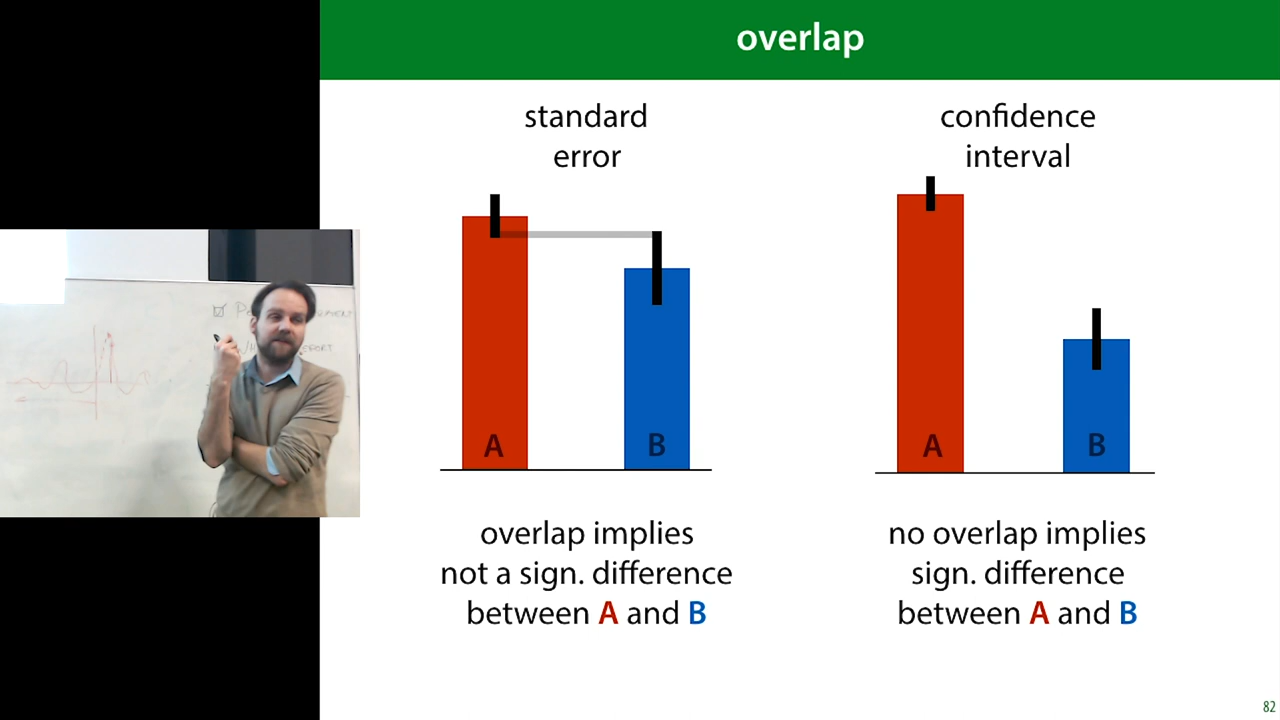 overlap
standard
error
confidence
interval
A
B
A
B
overlap implies
not a sign. difference
between A and B
no overlap implies
sign. difference
between A and B
82